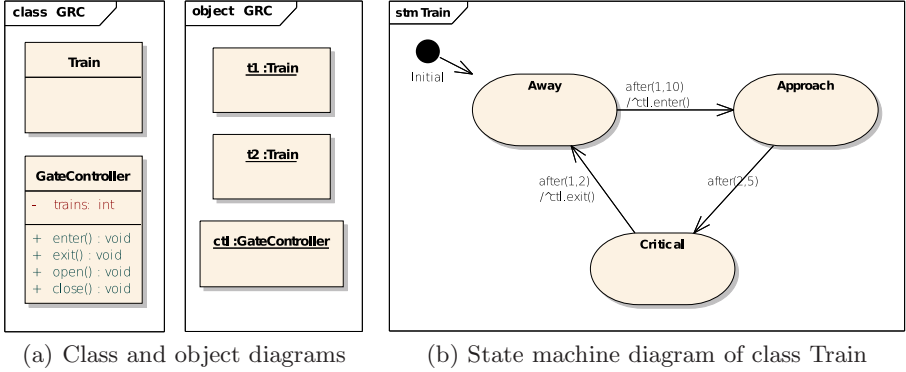 class GRC
Train
GateController
- trains: int
+ enter() : void
+ exit() : void
+ open() : void
+ close() : void
object GRC
t1 :Train
t2 :Train
ctl :GateController
(a) Class and object diagrams
stm Train
Initial
Away
after(1,10)
/^ctl.enter()
Approach
after(1,2)
/^ctl.exit()
after(2,5)
Critical
(b) State machine diagram of class Train